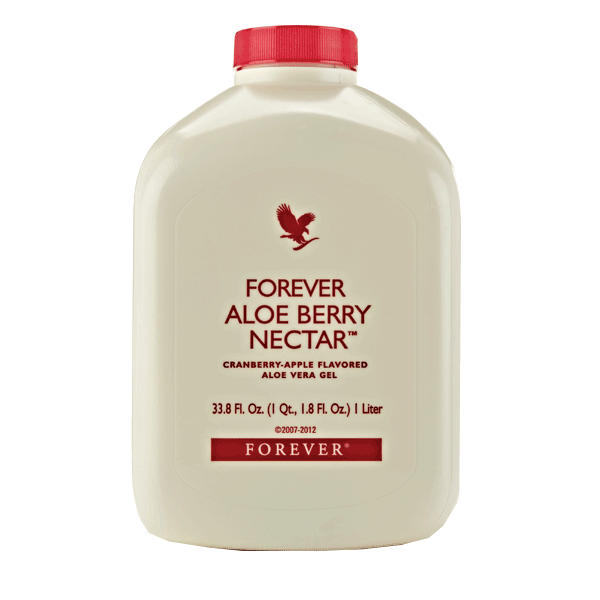 FOREVER
ALOE BERRY
NECTAR™
CRANBERRY-APPLE FLAVORED
ALOE VERA GEL
33.8 Fl. Oz. (1 Qt., 1.8 Fl. Oz.) 1 Liter
©2007-2012
FOREVER®